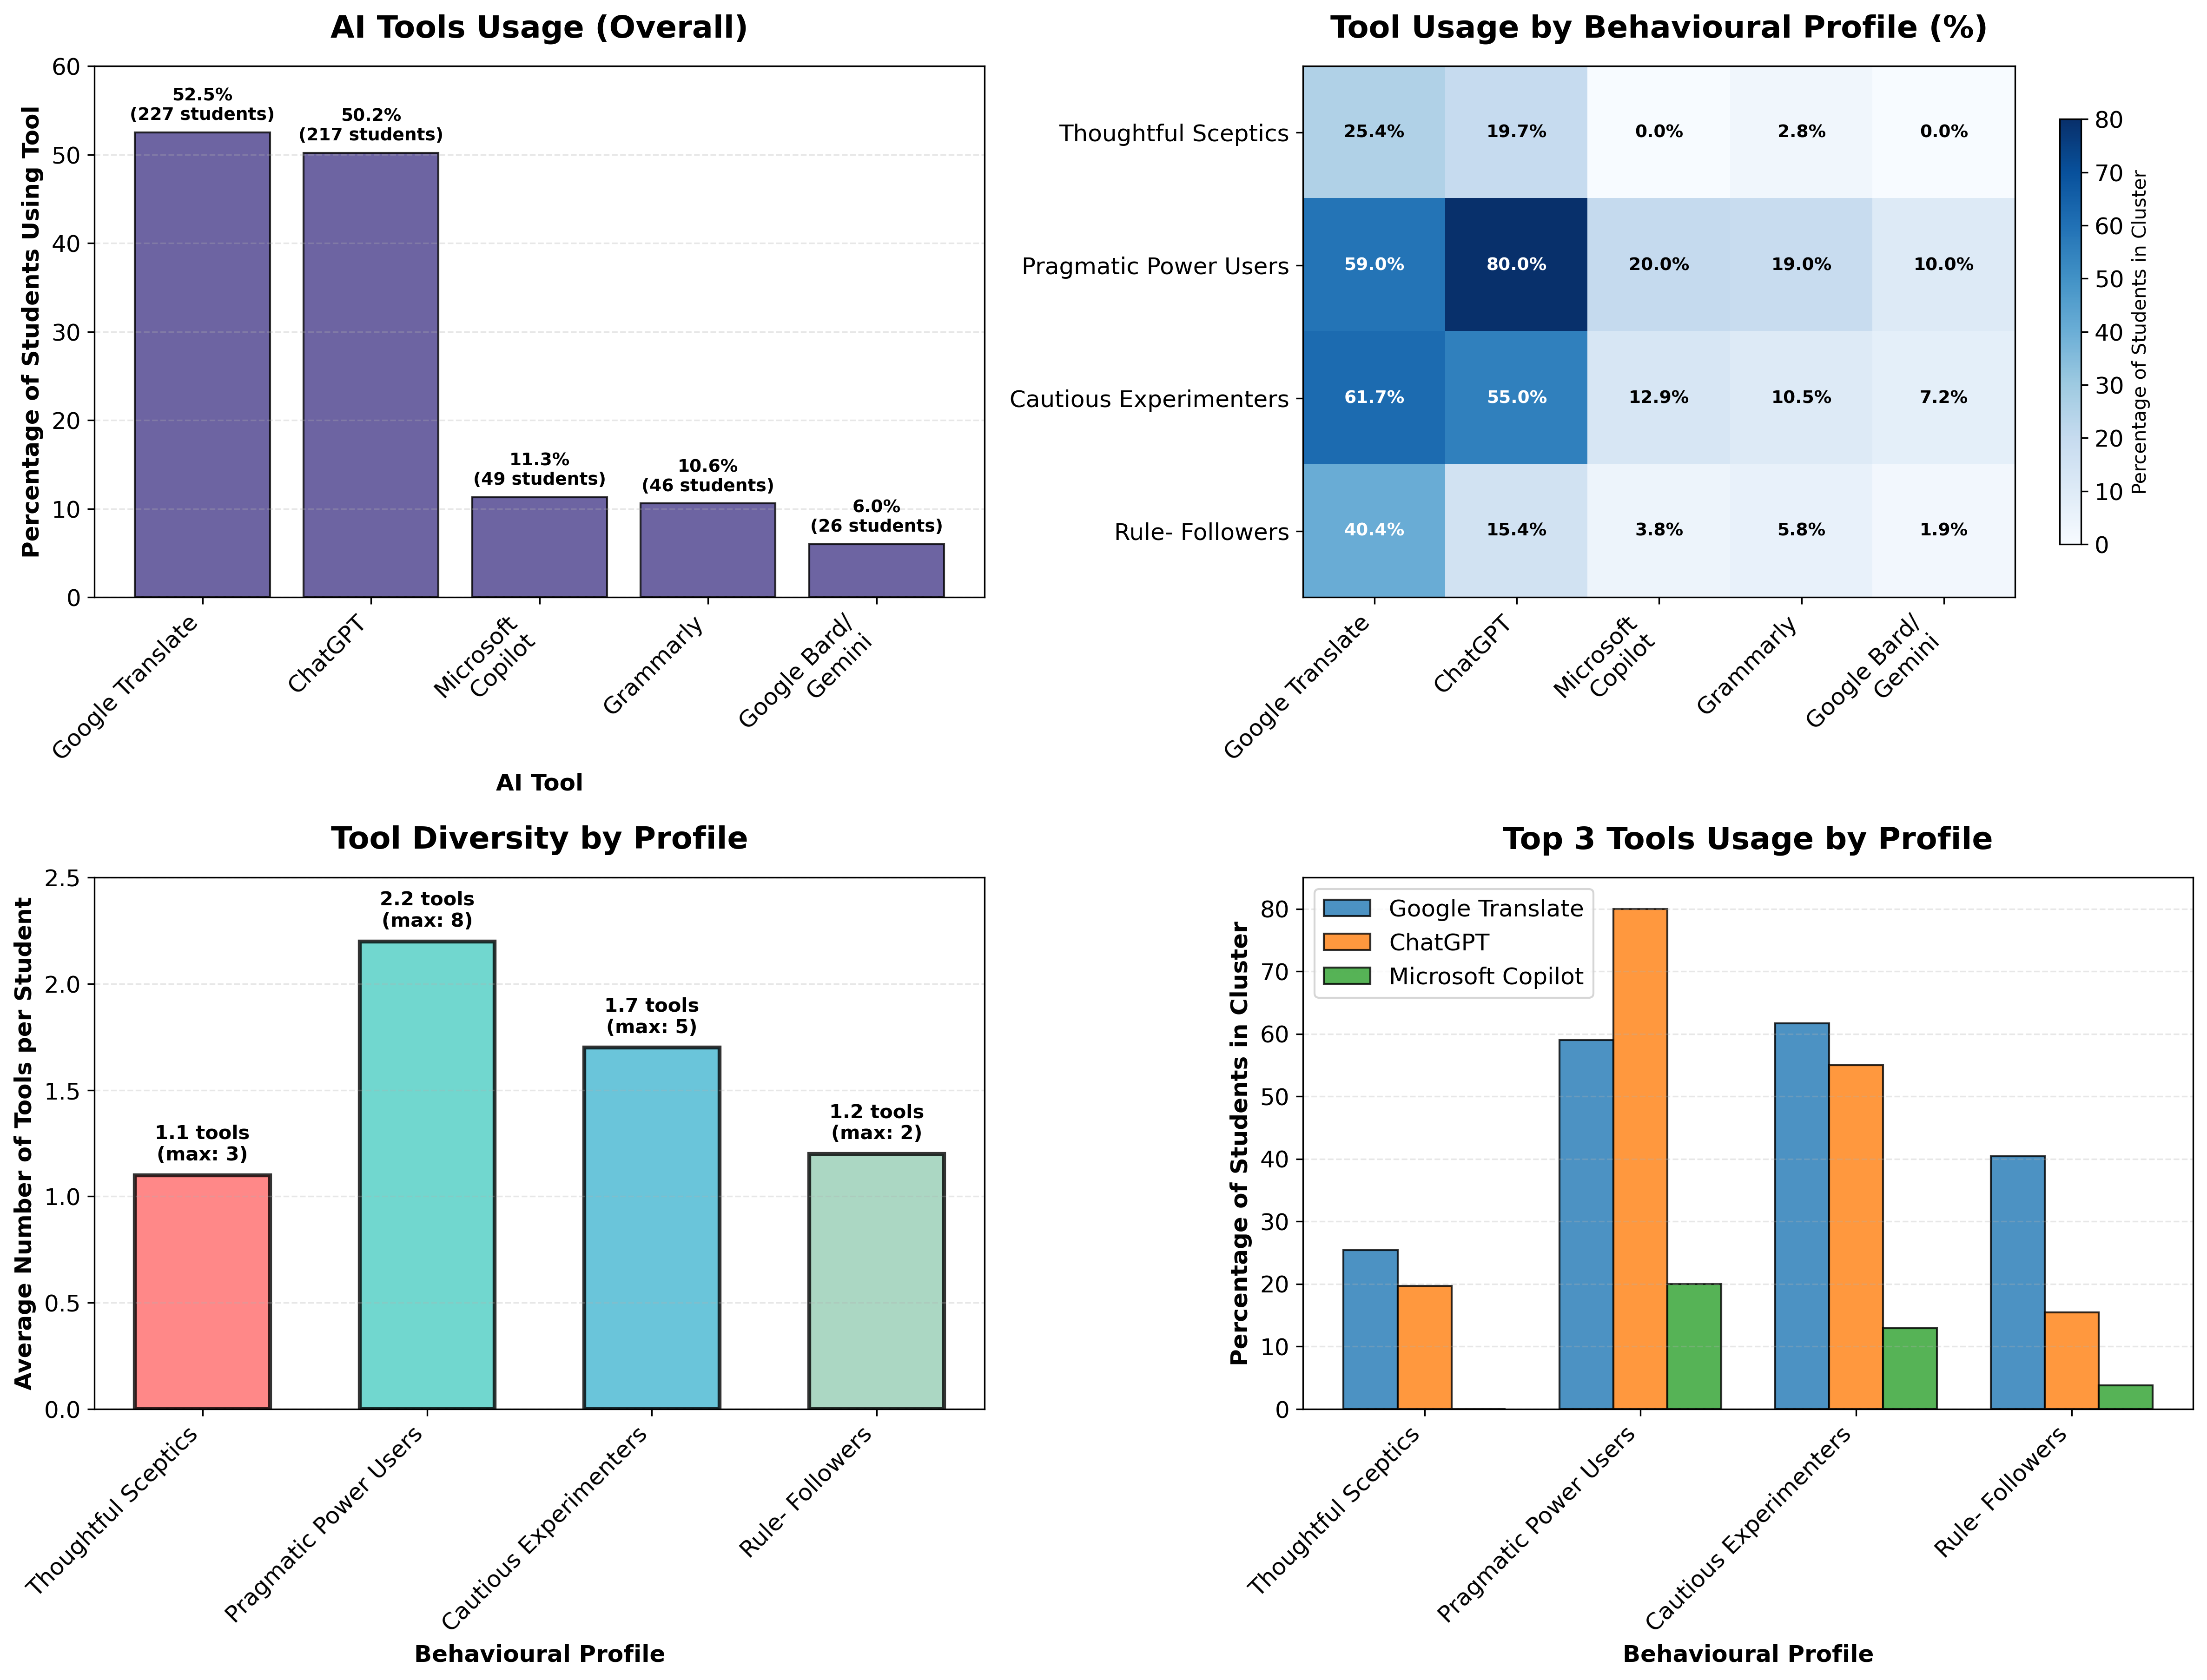 AI Tools Usage (Overall)
Percentage of Students Using Tool
60
50
40
30
20
10
0
52.5%
(227 students)
50.2%
(217 students)
11.3%
(49 students)
10.6%
(46 students)
6.0%
(26 students)
Google Translate
ChatGPT
Microsoft
Copilot
Grammarly
Google Bard/
Gemini
AI Tool
Tool Usage by Behavioural Profile (%)
Thoughtful Sceptics
25.4%
19.7%
0.0%
2.8%
0.0%
Pragmatic Power Users
59.0%
80.0%
20.0%
19.0%
10.0%
Cautious Experimenters
61.7%
55.0%
12.9%
10.5%
7.2%
Rule- Followers
40.4%
15.4%
3.8%
5.8%
1.9%
Google Translate
ChatGPT
Microsoft
Copilot
Grammarly
Google Bard/
Gemini
80
70
60
50
40
30
20
10
0
Percentage of Students in Cluster
Tool Diversity by Profile
Average Number of Tools per Student
2.5
2.0
1.5
1.0
0.5
0.0
1.1 tools
(max: 3)
2.2 tools
(max: 8)
1.7 tools
(max: 5)
1.2 tools
(max: 2)
Thoughtful Sceptics
Pragmatic Power Users
Cautious Experimenters
Rule- Followers
Behavioural Profile
Top 3 Tools Usage by Profile
Percentage of Students in Cluster
80
70
60
50
40
30
20
10
0
Google Translate
ChatGPT
Microsoft Copilot
Thoughtful Sceptics
Pragmatic Power Users
Cautious Experimenters
Rule- Followers
Behavioural Profile